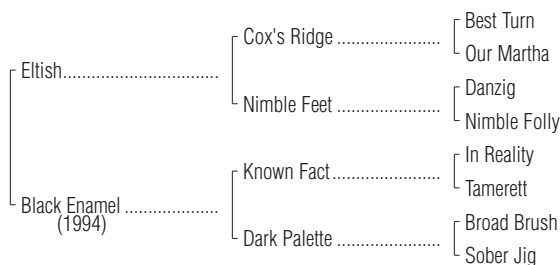 Best Turn
Cox's Ridge ........................
Our Martha
Eltish....................................
Danzig
Nimble Feet ........................
Nimble Folly
In Reality
Known Fact.........................
Tamerett
Black Enamel .....................
(1994)
Broad Brush
Dark Palette ........................
Sober Jig